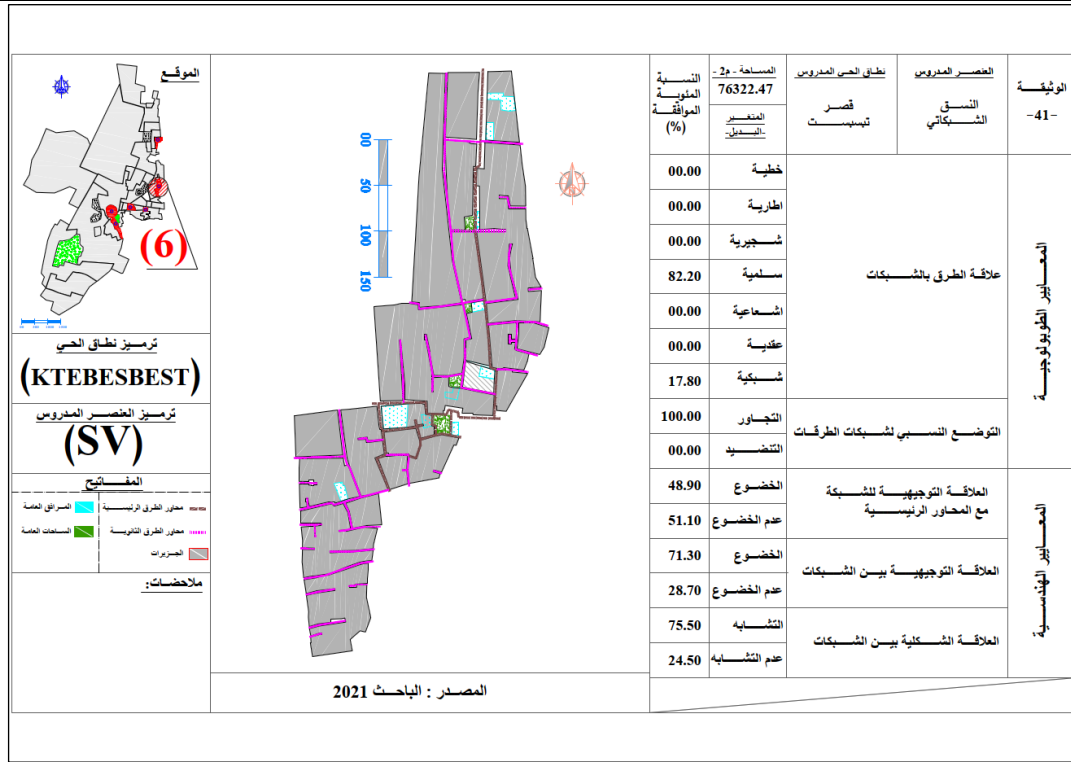 الوثيقة
-41-
العنصر المدروس
النسق الشبكاتي
نطاق الحي المدروس
قصر تبسبست
المساحة - م2 -
76322.47
المتغير
-البديل-
النسبة المئوية الموافقة (%)
المعايير الطوبولوجية
علاقة الطرق بالشبكات
خطية 00.00
اطارية 00.00
شجيرية 00.00
سلمية 82.20
اشعاعية 00.00
عقدية 00.00
شبكية 17.80
التوضع النسبي لشبكات الطرقات
التجاور 100.00
التنضيد 00.00
المعايير الهندسية
العلاقة التوجيهية للشبكة مع المحاور الرئيسية
الخضوع 48.90
عدم الخضوع 51.10
العلاقة التوجيهية بين الشبكات
الخضوع 71.30
عدم الخضوع 28.70
العلاقة الشكلية بين الشبكات
التشابه 75.50
عدم التشابه 24.50
00
50
100
150
المصدر : الباحث 2021
الموقع
(6)
ترميز نطاق الحي
(KTEBESBEST)
ترميز العنصر المدروس
(SV)
المفاتيح
محاور الطرق الرئيسية
المرافق العامة
محاور الطرق الثانوية
الساحات العامة
الجزيرات
ملاحضات: